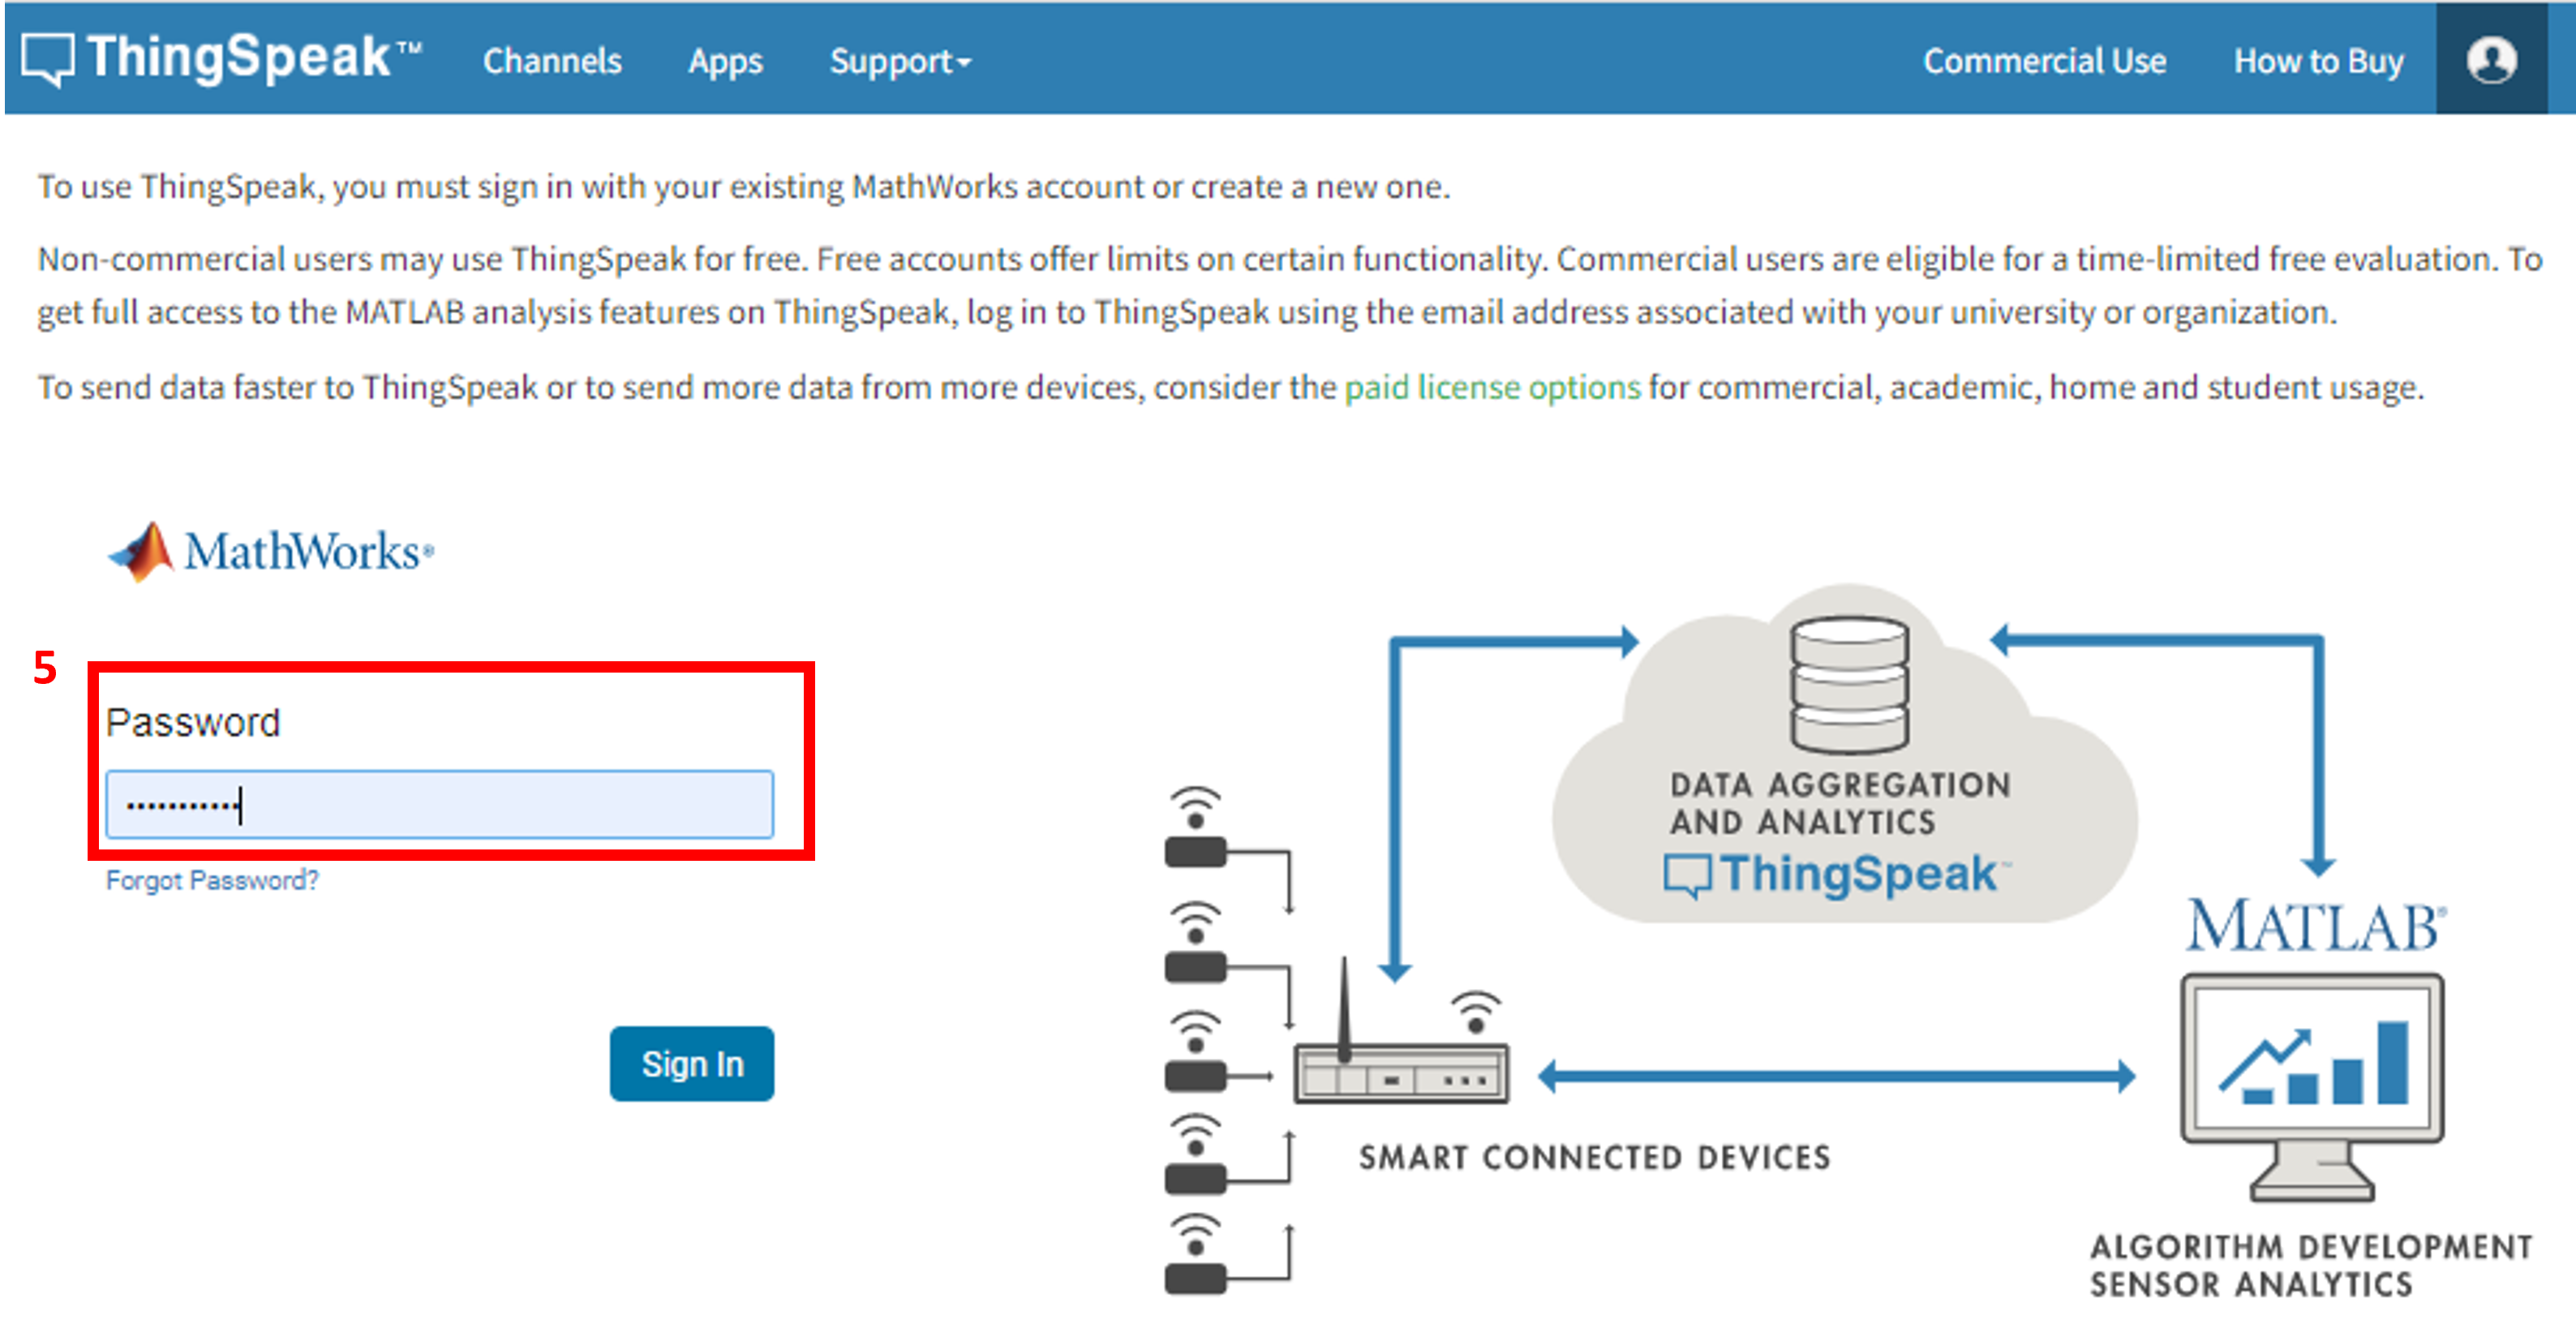 ThingSpeak™ Channels Apps Support Commercial Use How to Buy
To use ThingSpeak, you must sign in with your existing MathWorks account or create a new one.
Non-commercial users may use ThingSpeak for free. Free accounts offer limits on certain functionality. Commercial users are eligible for a time-limited free evaluation. To
get full access to the MATLAB analysis features on ThingSpeak, log in to ThingSpeak using the email address associated with your university or organization.
To send data faster to ThingSpeak or to send more data from more devices, consider the paid license options for commercial, academic, home and student usage.
MathWorks®
5
Password
...........
Forgot Password?
Sign In
DATA AGGREGATION
AND ANALYTICS
ThingSpeak™
MATLAB®
SMART CONNECTED DEVICES
ALGORITHM DEVELOPMENT
SENSOR ANALYTICS